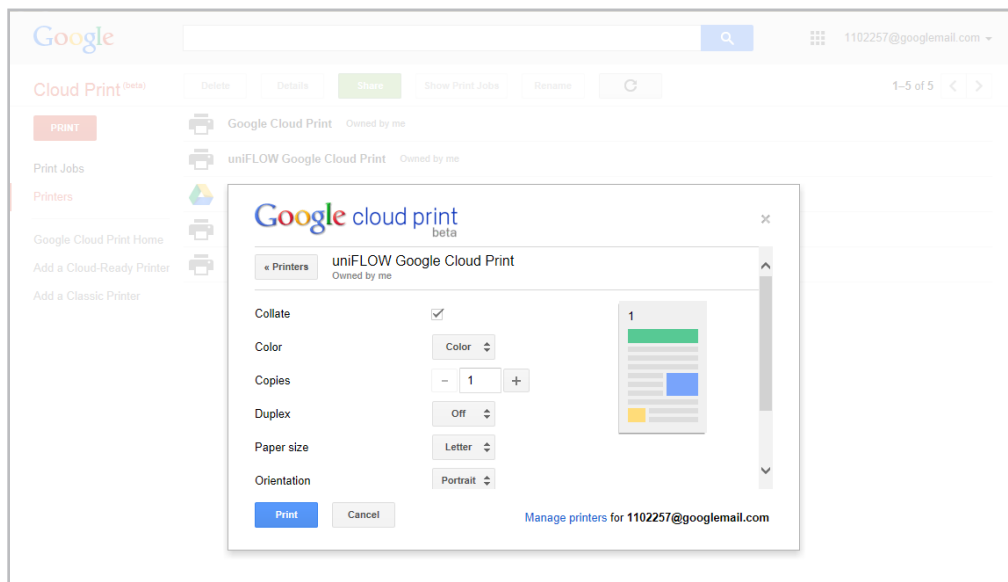 Google
1102257@googlemail.com
Cloud Print (beta)
Delete
Details
Share
Show Print Jobs
Rename
1–5 of 5
PRINT
Google Cloud Print Owned by me
Print Jobs
uniFLOW Google Cloud Print Owned by me
Printers
Google Cloud Print Home
Add a Cloud-Ready Printer
Add a Classic Printer
Google cloud print
beta
×
« Printers
uniFLOW Google Cloud Print
Owned by me
Collate
Color
Color
Copies
− 1 +
Duplex
Off
Paper size
Letter
Orientation
Portrait
1
Print
Cancel
Manage printers for 1102257@googlemail.com